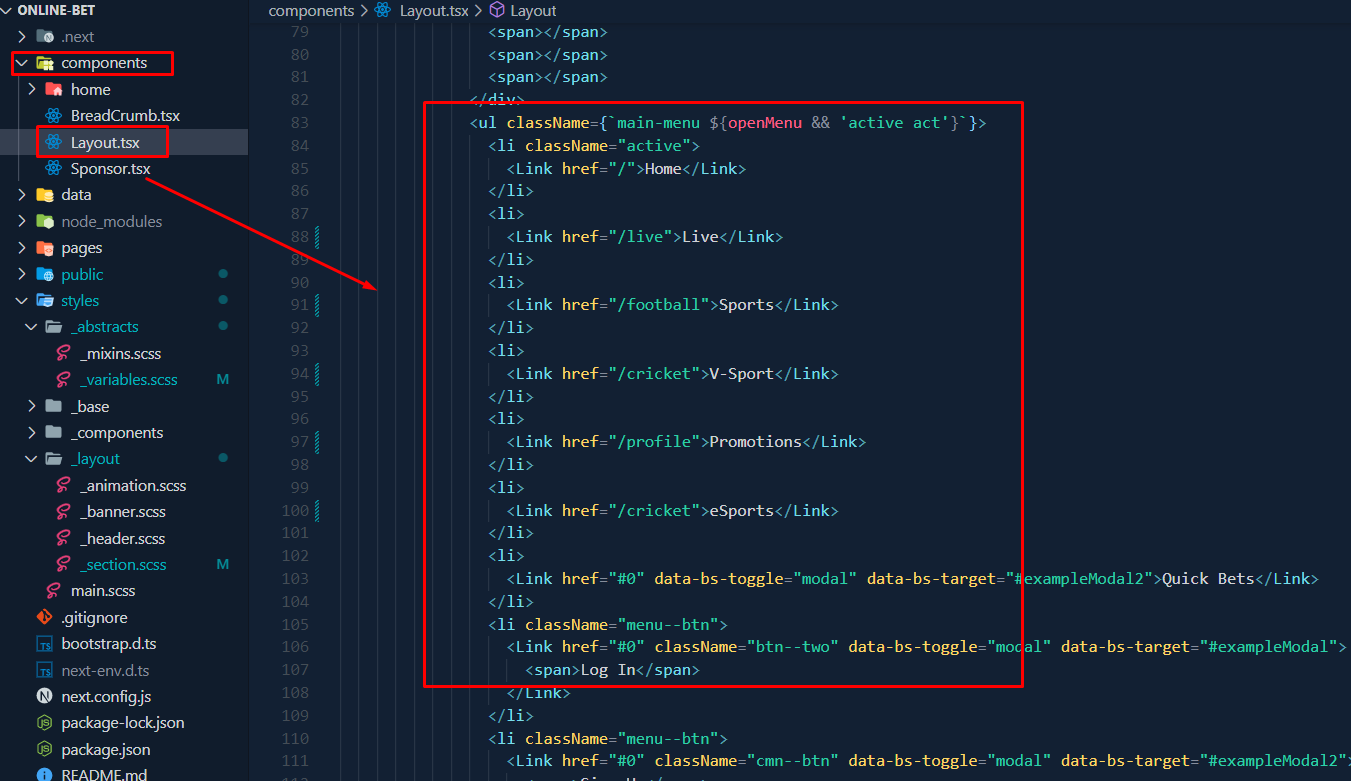 ONLINE-BET
.next
components
home
BreadCrumb.tsx
Layout.tsx
Sponsor.tsx
data
node_modules
pages
public
styles
_abstracts
_mixins.scss
_variables.scss M
_base
_components
_layout
_animation.scss
_banner.scss
_header.scss
_section.scss M
main.scss
.gitignore
bootstrap.d.ts
next-env.d.ts
next.config.js
package-lock.json
package.json
README.md
components > Layout.tsx > Layout
79 <span></span>
80 <span></span>
81 <span></span>
82 </div>
83 <ul className={`main-menu ${openMenu && 'active act'}`}>
84 <li className="active">
85 <Link href="/">Home</Link>
86 </li>
87 <li>
88 <Link href="/live">Live</Link>
89 </li>
90 <li>
91 <Link href="/football">Sports</Link>
92 </li>
93 <li>
94 <Link href="/cricket">V-Sport</Link>
95 </li>
96 <li>
97 <Link href="/profile">Promotions</Link>
98 </li>
99 <li>
100 <Link href="/cricket">eSports</Link>
101 </li>
102 <li>
103 <Link href="#0" data-bs-toggle="modal" data-bs-target="#exampleModal2">Quick Bets</Link>
104 </li>
105 <li className="menu--btn">
106 <Link href="#0" className="btn--two" data-bs-toggle="modal" data-bs-target="#exampleModal">
107 <span>Log In</span>
108 </Link>
109 </li>
110 <li className="menu--btn">
111 <Link href="#0" className="cmn--btn" data-bs-toggle="modal" data-bs-target="#exampleModal2">